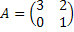 A = (3 2
0 1)